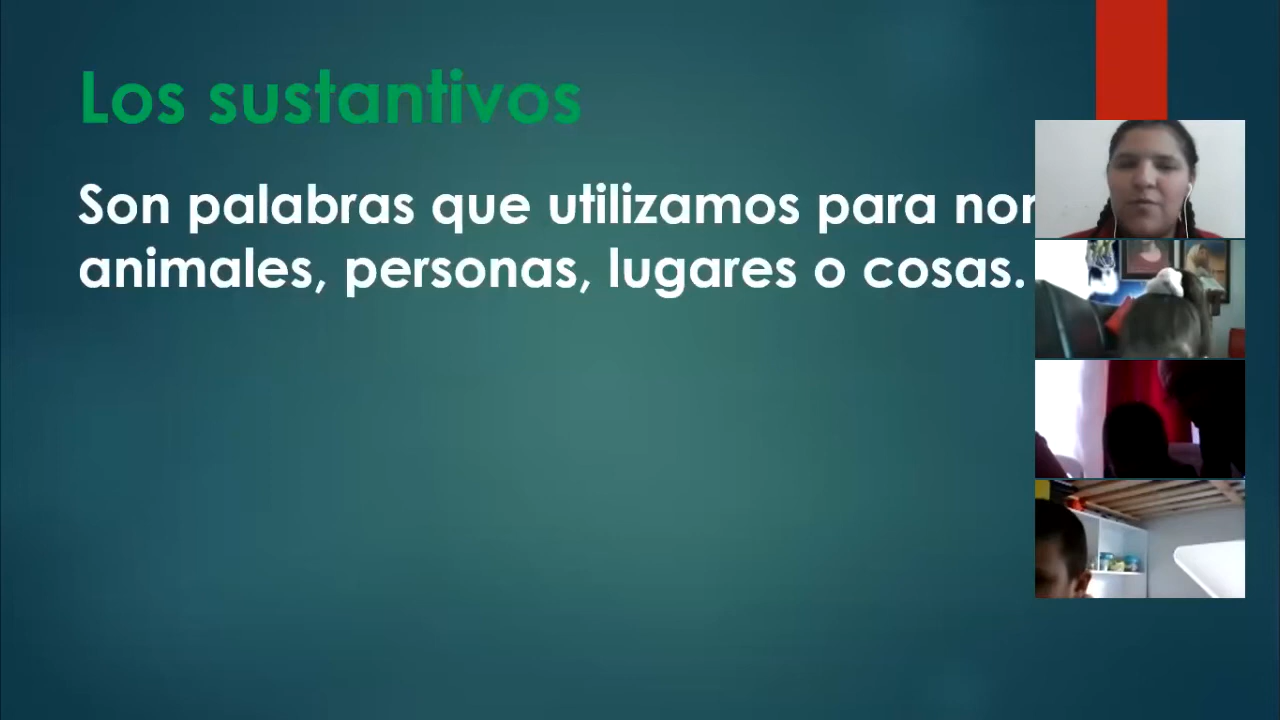 Los sustantivos
Son palabras que utilizamos para
animales, personas, lugares o cosas.